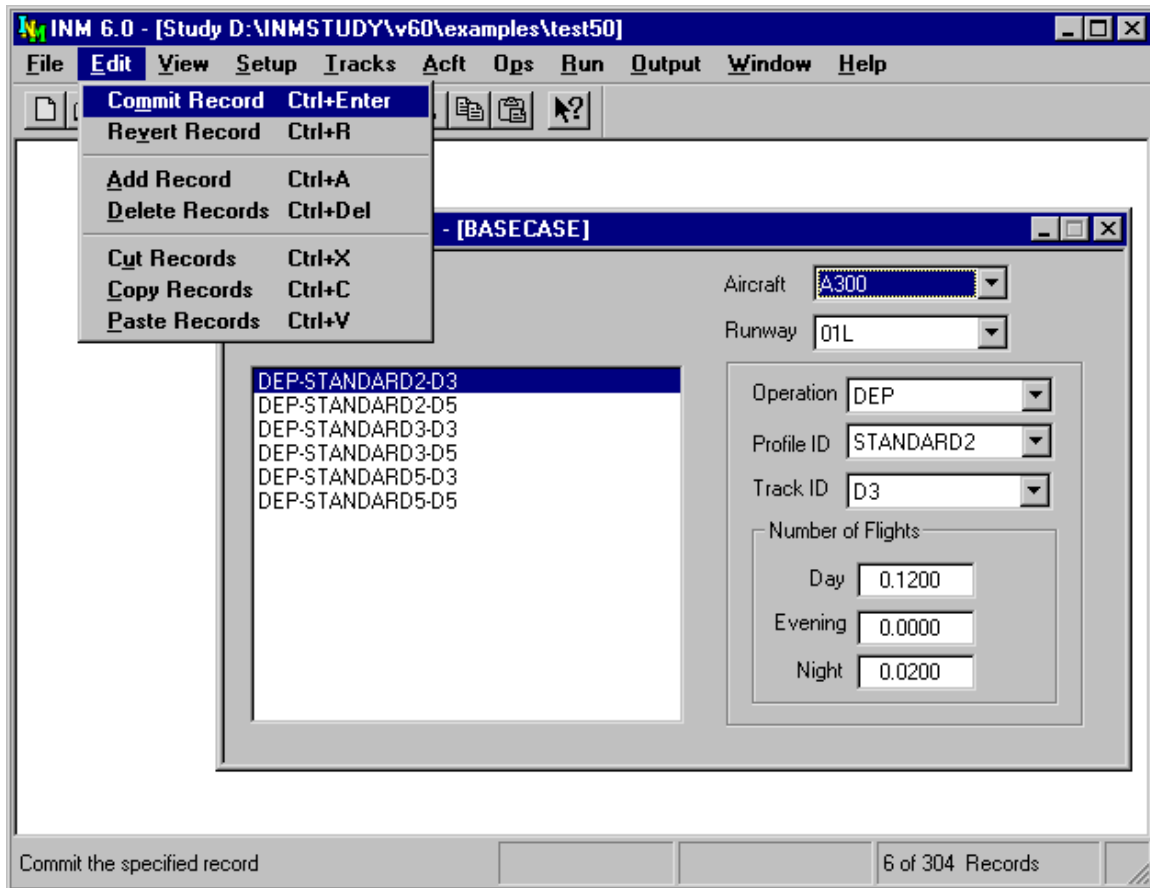 INM 6.0 - [Study D:\INMSTUDY\v60\examples\test50]
File Edit View Setup Tracks Acft Ops Run Output Window Help
Commit Record Ctrl+Enter
Revert Record Ctrl+R
Add Record Ctrl+A
Delete Records Ctrl+Del
Cut Records Ctrl+X
Copy Records Ctrl+C
Paste Records Ctrl+V
- [BASECASE]
Aircraft A300
Runway 01L
DEP-STANDARD2-D3
DEP-STANDARD2-D5
DEP-STANDARD3-D3
DEP-STANDARD3-D5
DEP-STANDARD5-D3
DEP-STANDARD5-D5
Operation DEP
Profile ID STANDARD2
Track ID D3
Number of Flights
Day 0.1200
Evening 0.0000
Night 0.0200
Commit the specified record
6 of 304 Records